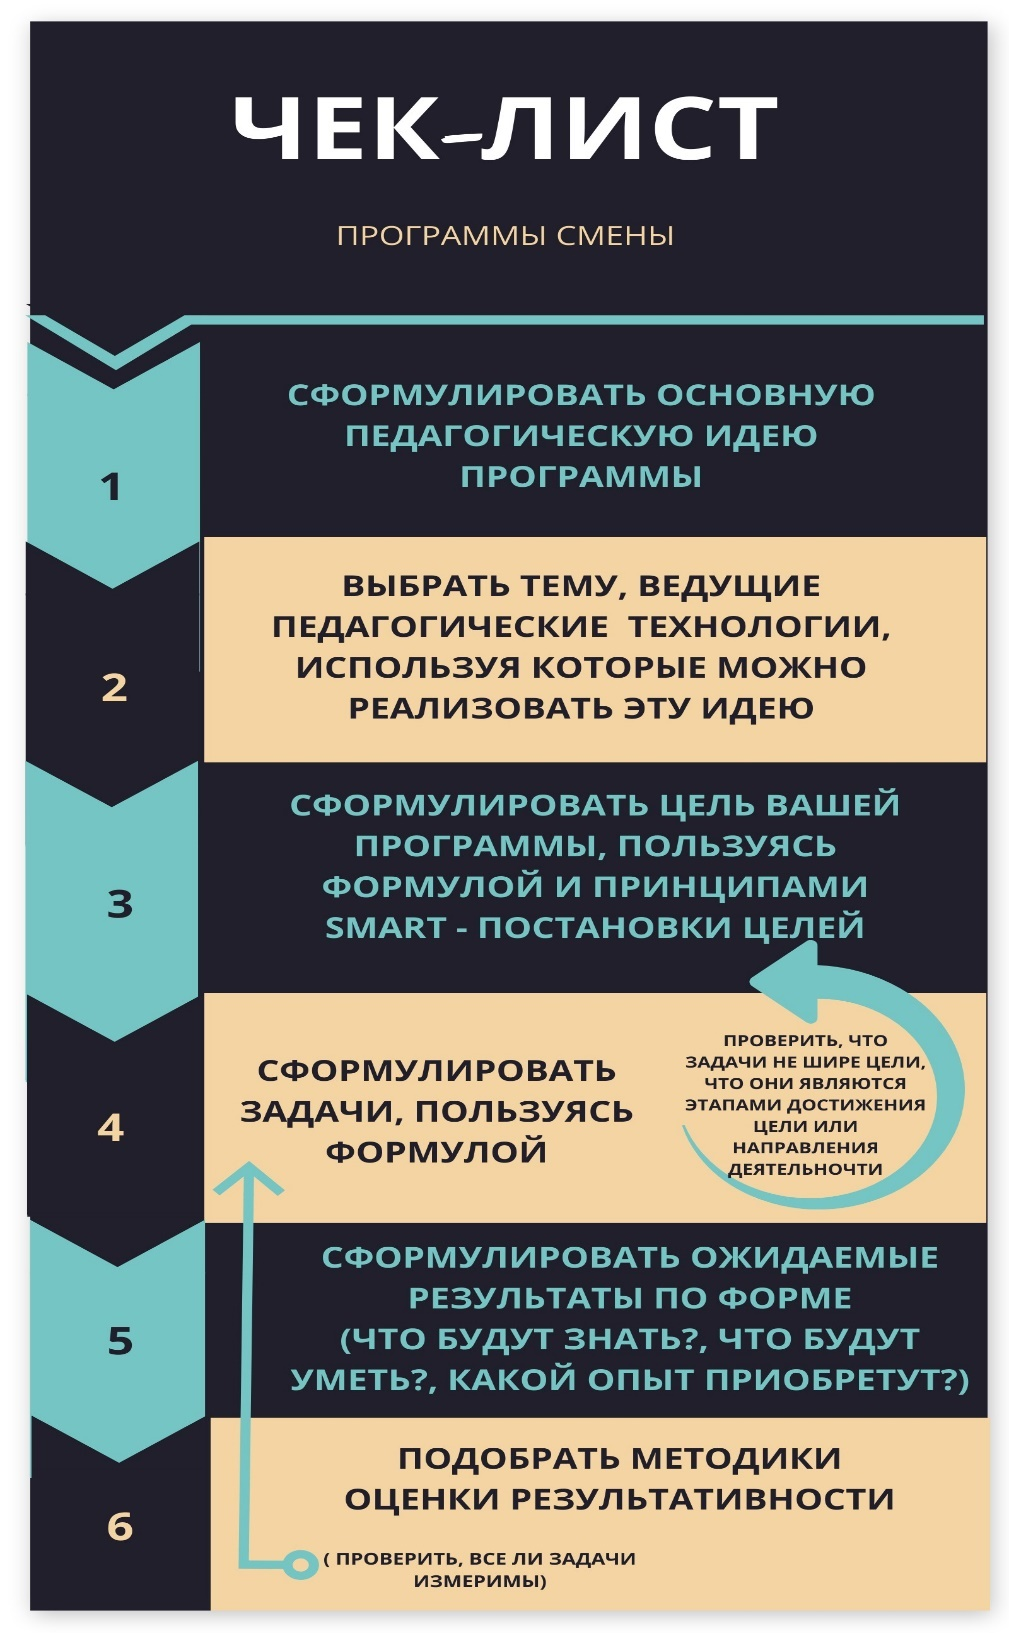 ЧЕК-ЛИСТ
ПРОГРАММЫ СМЕНЫ
1
СФОРМУЛИРОВАТЬ ОСНОВНУЮ
ПЕДАГОГИЧЕСКУЮ ИДЕЮ
ПРОГРАММЫ
2
ВЫБРАТЬ ТЕМУ, ВЕДУЩИЕ
ПЕДАГОГИЧЕСКИЕ ТЕХНОЛОГИИ,
ИСПОЛЬЗУЯ КОТОРЫЕ МОЖНО
РЕАЛИЗОВАТЬ ЭТУ ИДЕЮ
3
СФОРМУЛИРОВАТЬ ЦЕЛЬ ВАШЕЙ
ПРОГРАММЫ, ПОЛЬЗУЯСЬ
ФОРМУЛОЙ И ПРИНЦИПАМИ
SMART - ПОСТАНОВКИ ЦЕЛЕЙ
4
СФОРМУЛИРОВАТЬ
ЗАДАЧИ, ПОЛЬЗУЯСЬ
ФОРМУЛОЙ
ПРОВЕРИТЬ, ЧТО
ЗАДАЧИ НЕ ШИРЕ ЦЕЛИ,
ЧТО ОНИ ЯВЛЯЮТСЯ
ЭТАПАМИ ДОСТИЖЕНИЯ
ЦЕЛИ ИЛИ
НАПРАВЛЕНИЯ
ДЕЯТЕЛЬНОЧТИ
5
СФОРМУЛИРОВАТЬ ОЖИДАЕМЫЕ
РЕЗУЛЬТАТЫ ПО ФОРМЕ
(ЧТО БУДУТ ЗНАТЬ?, ЧТО БУДУТ
УМЕТЬ?, КАКОЙ ОПЫТ ПРИОБРЕТУТ?)
6
ПОДОБРАТЬ МЕТОДИКИ
ОЦЕНКИ РЕЗУЛЬТАТИВНОСТИ
( ПРОВЕРИТЬ, ВСЕ ЛИ ЗАДАЧИ
ИЗМЕРИМЫ)